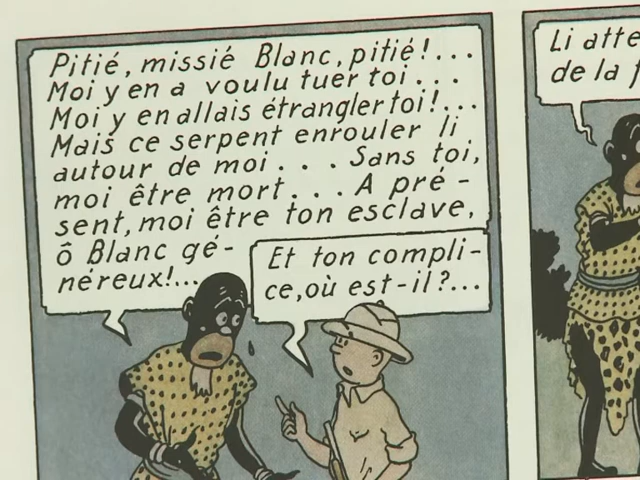 Pitié, missié Blanc, pitié!...
Moi y en a voulu tuer toi...
Moi y en allais étrangler toi!...
Mais ce serpent enrouler li
autour de moi... Sans toi,
moi être mort... A pré-
sent, moi être ton esclave,
ô Blanc gé-
néreux!...
Et ton compli-
ce, où est-il?...
Li atte
de la